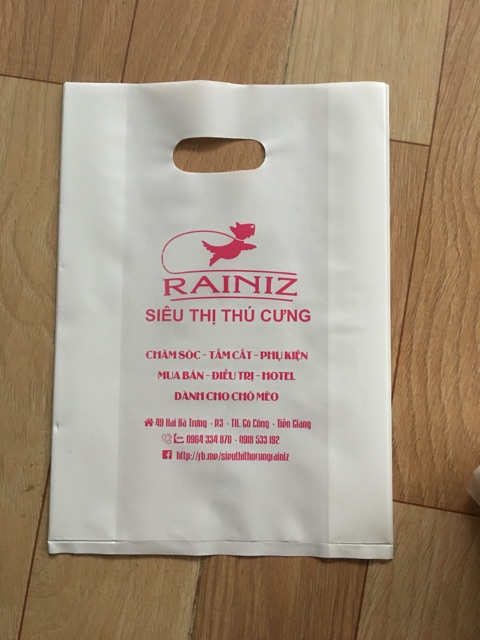 RAINIZ
SIÊU THỊ THÚ CƯNG
CHĂM SÓC - TẮM CẮT - PHỤ KIỆN
MUA BÁN - ĐIỀU TRỊ - HOTEL
DÀNH CHO CHÓ MÈO
49 Hai Bà Trưng - P3 - TX. Gò Công - Tiền Giang
0984 334 870 - 0918 533 192
http://fb.me/sieuthithucungrainiz